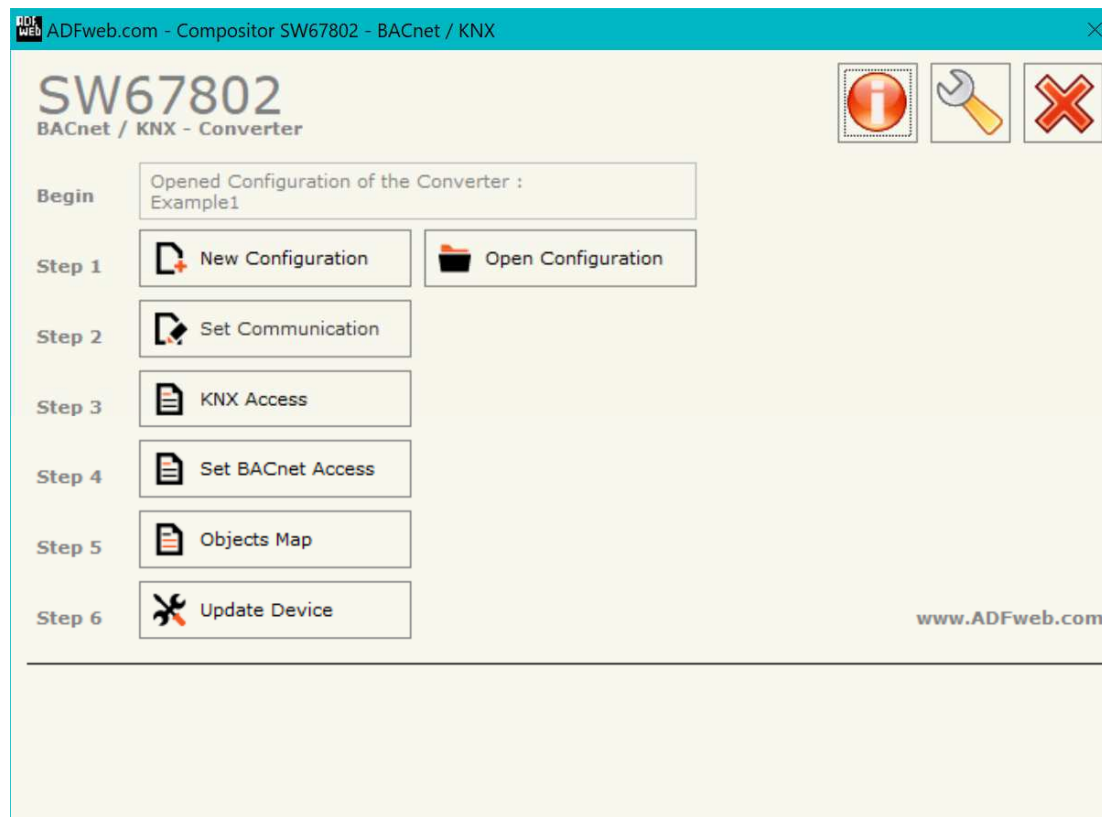 ADF
WEB
ADFweb.com - Compositor SW67802 - BACnet / KNX
SW67802
BACnet / KNX - Converter
Begin
Opened Configuration of the Converter :
Example1
Step 1
New Configuration
Open Configuration
Step 2
Set Communication
Step 3
KNX Access
Step 4
Set BACnet Access
Step 5
Objects Map
Step 6
Update Device
www.ADFweb.com